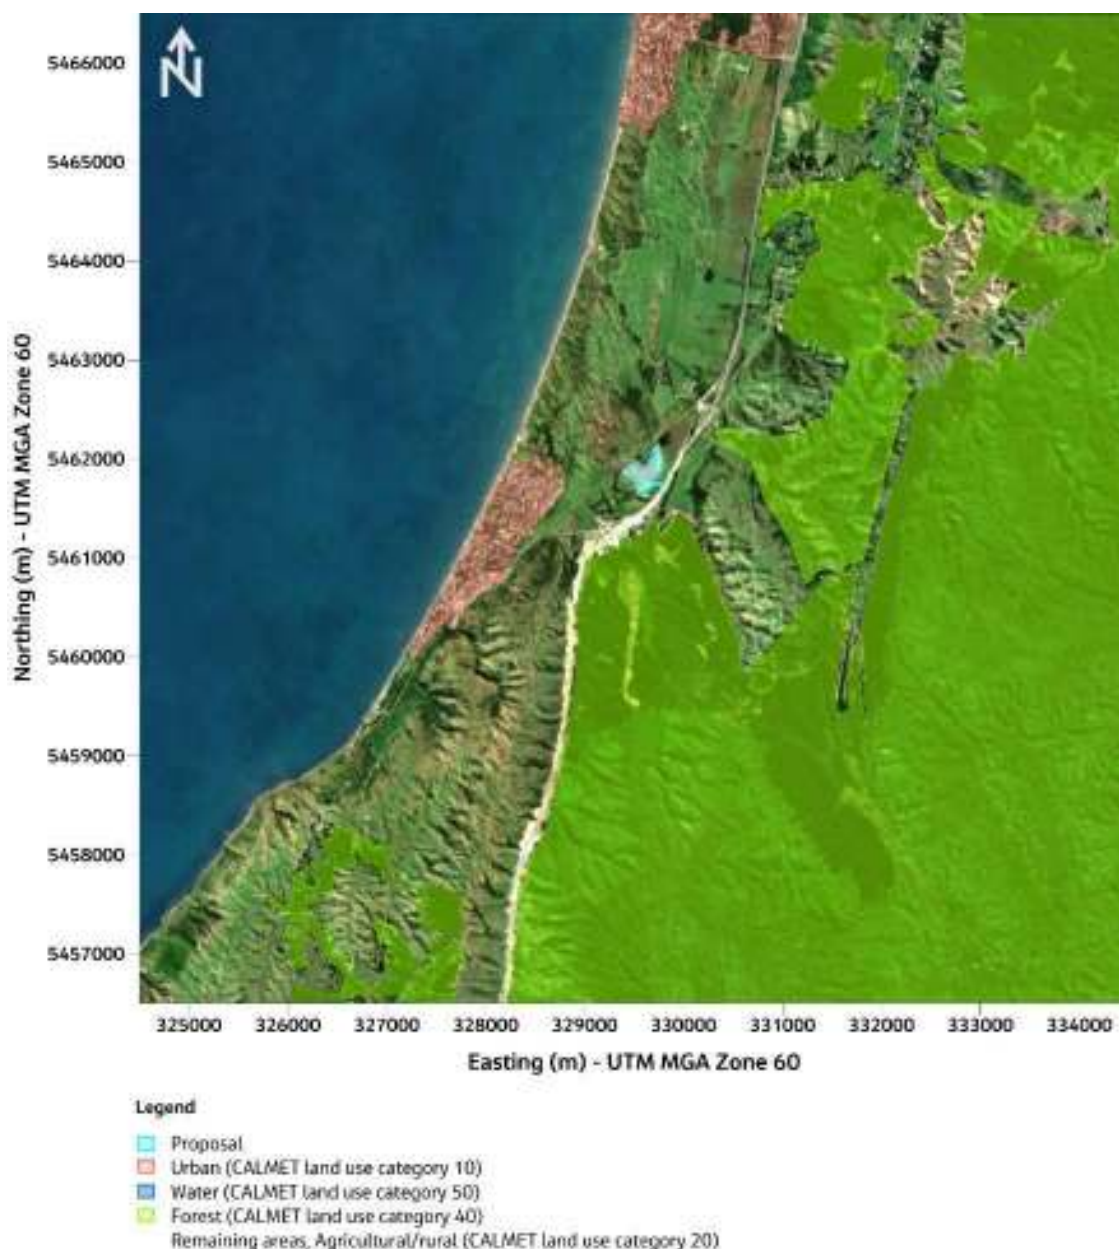 N
5466000
5465000
5464000
5463000
5462000
5461000
5460000
5459000
5458000
5457000
Northing (m) - UTM MGA Zone 60
325000 326000 327000 328000 329000 330000 331000 332000 333000 334000
Easting (m) - UTM MGA Zone 60
Legend
Proposal
Urban (CALMET land use category 10)
Water (CALMET land use category 50)
Forest (CALMET land use category 40)
Remaining areas, Agricultural/rural (CALMET land use category 20)